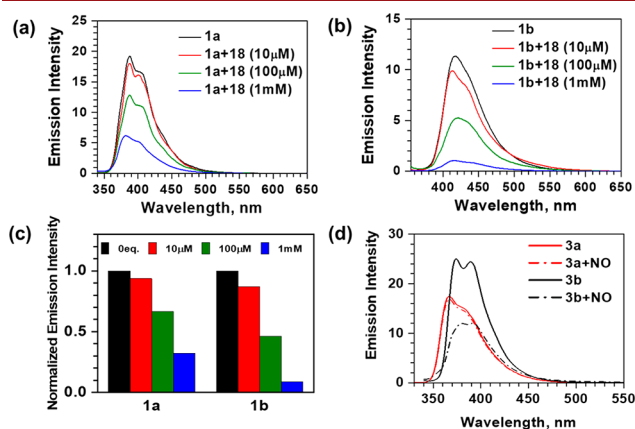 (a)
Emission Intensity
25
20
15
10
5
0
1a
1a+18 (10μM)
1a+18 (100μM)
1a+18 (1mM)
350 400 450 500 550 600 650
Wavelength, nm
(b)
Emission Intensity
15
10
5
0
1b
1b+18 (10μM)
1b+18 (100μM)
1b+18 (1mM)
400 450 500 550 600 650
Wavelength, nm
(c)
Normalized Emission Intensity
0eq. 10μM 100μM 1mM
1.0
0.5
0.0
1a 1b
(d)
Emission Intensity
30
20
10
0
3a
3a+NO
3b
3b+NO
350 400 450 500 550
Wavelength, nm